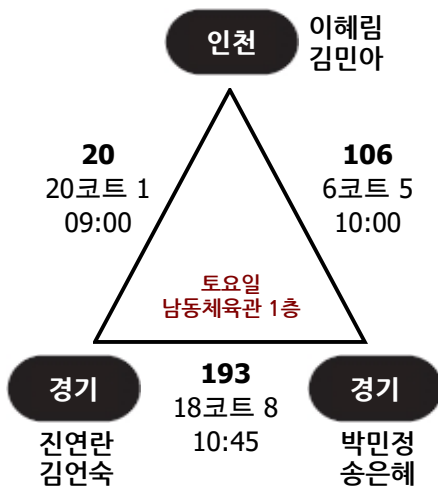 인천
이혜림
김민아
20
20코트 1
09:00
106
6코트 5
10:00
토요일
남동체육관 1층
경기
진연란
김언숙
193
18코트 8
10:45
경기
박민정
송은혜